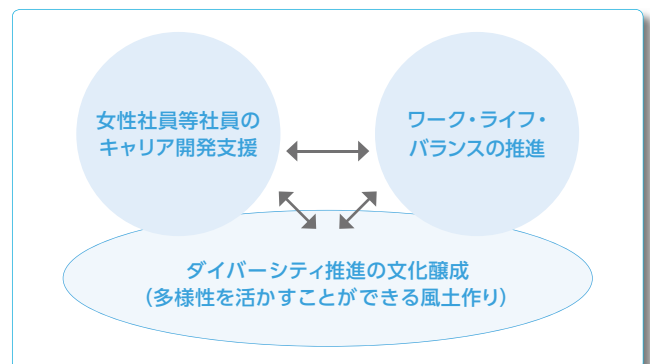 女性社員等社員の
キャリア開発支援
ワーク・ライフ・
バランスの推進
ダイバーシティ推進の文化醸成
（多様性を活かすことができる風土作り）